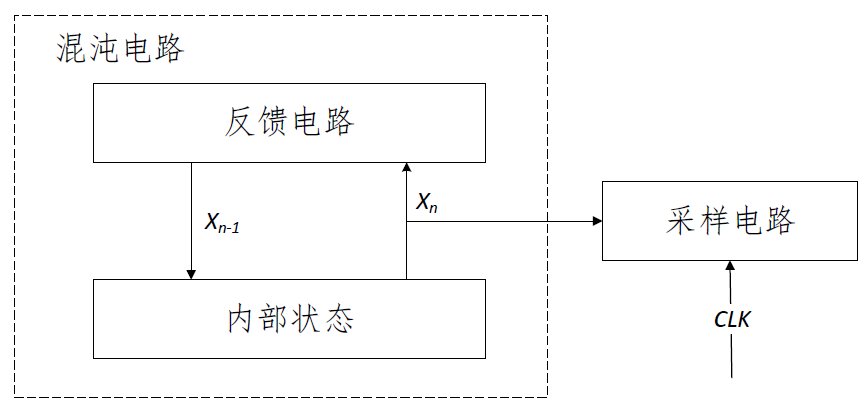 混沌电路
反馈电路
Xn-1
Xn
采样电路
内部状态
CLK